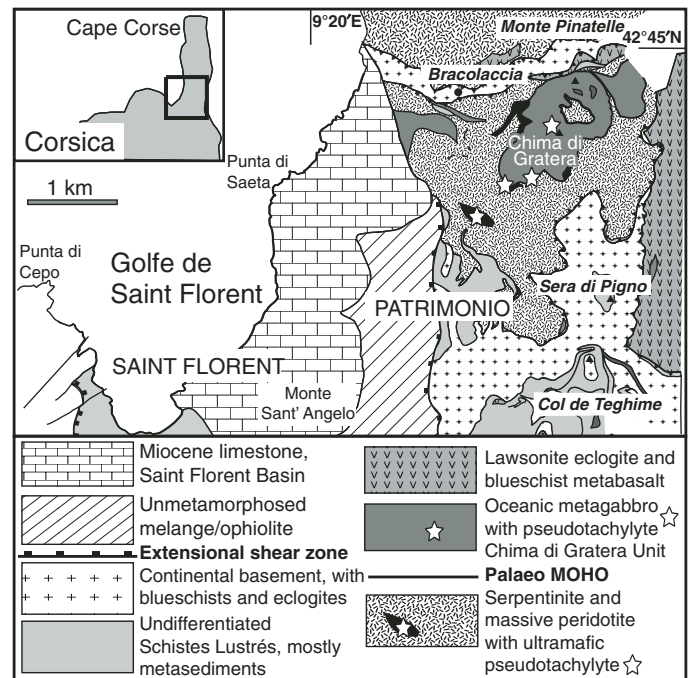 Cape Corse
Corsica
9°20′E
Monte Pinatelle
42°45′N
Bracolaccia
Chima di
Gratera
Punta di
Saeta
1 km
Punta di
Cepo
Golfe de
Saint Florent
PATRIMONIO
Sera di Pigno
SAINT FLORENT
Monte
Sant' Angelo
Col de Teghime
Miocene limestone,
Saint Florent Basin
Unmetamorphosed
melange/ophiolite
Extensional shear zone
Continental basement, with
blueschists and eclogites
Undifferentiated
Schistes Lustrés, mostly
metasediments
Lawsonite eclogite and
blueschist metabasalt
Oceanic metagabbro
with pseudotachylyte
Chima di Gratera Unit
Palaeo MOHO
Serpentinite and
massive peridotite
with ultramafic
pseudotachylyte